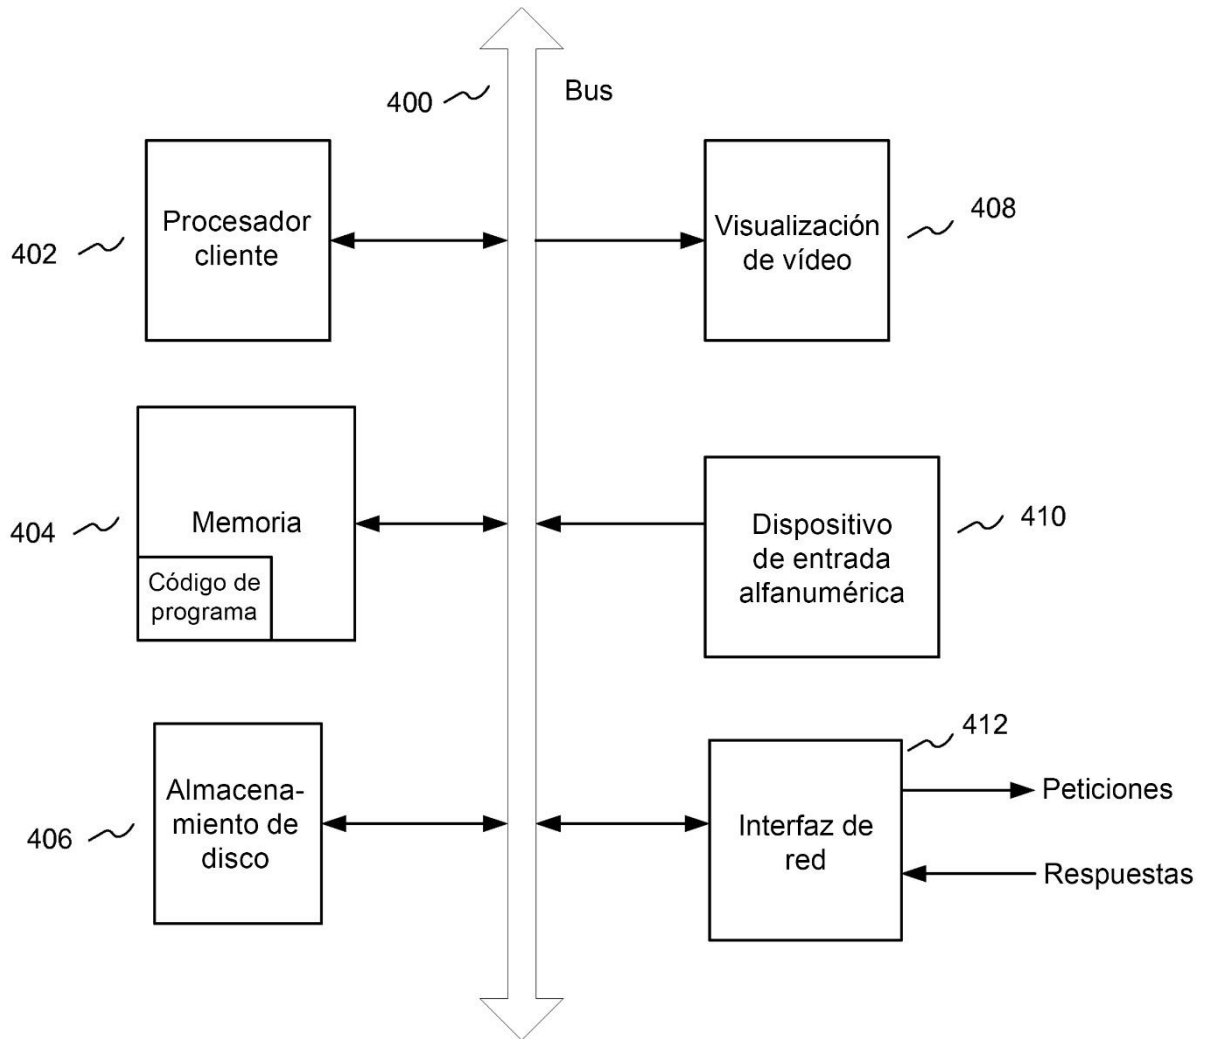 400
Bus
Procesador
cliente
402
Visualización
de vídeo
408
Memoria
404
Código de
programa
Dispositivo
de entrada
alfanumérica
410
Almacena-
miento de
disco
406
412
Interfaz de
red
Peticiones
Respuestas